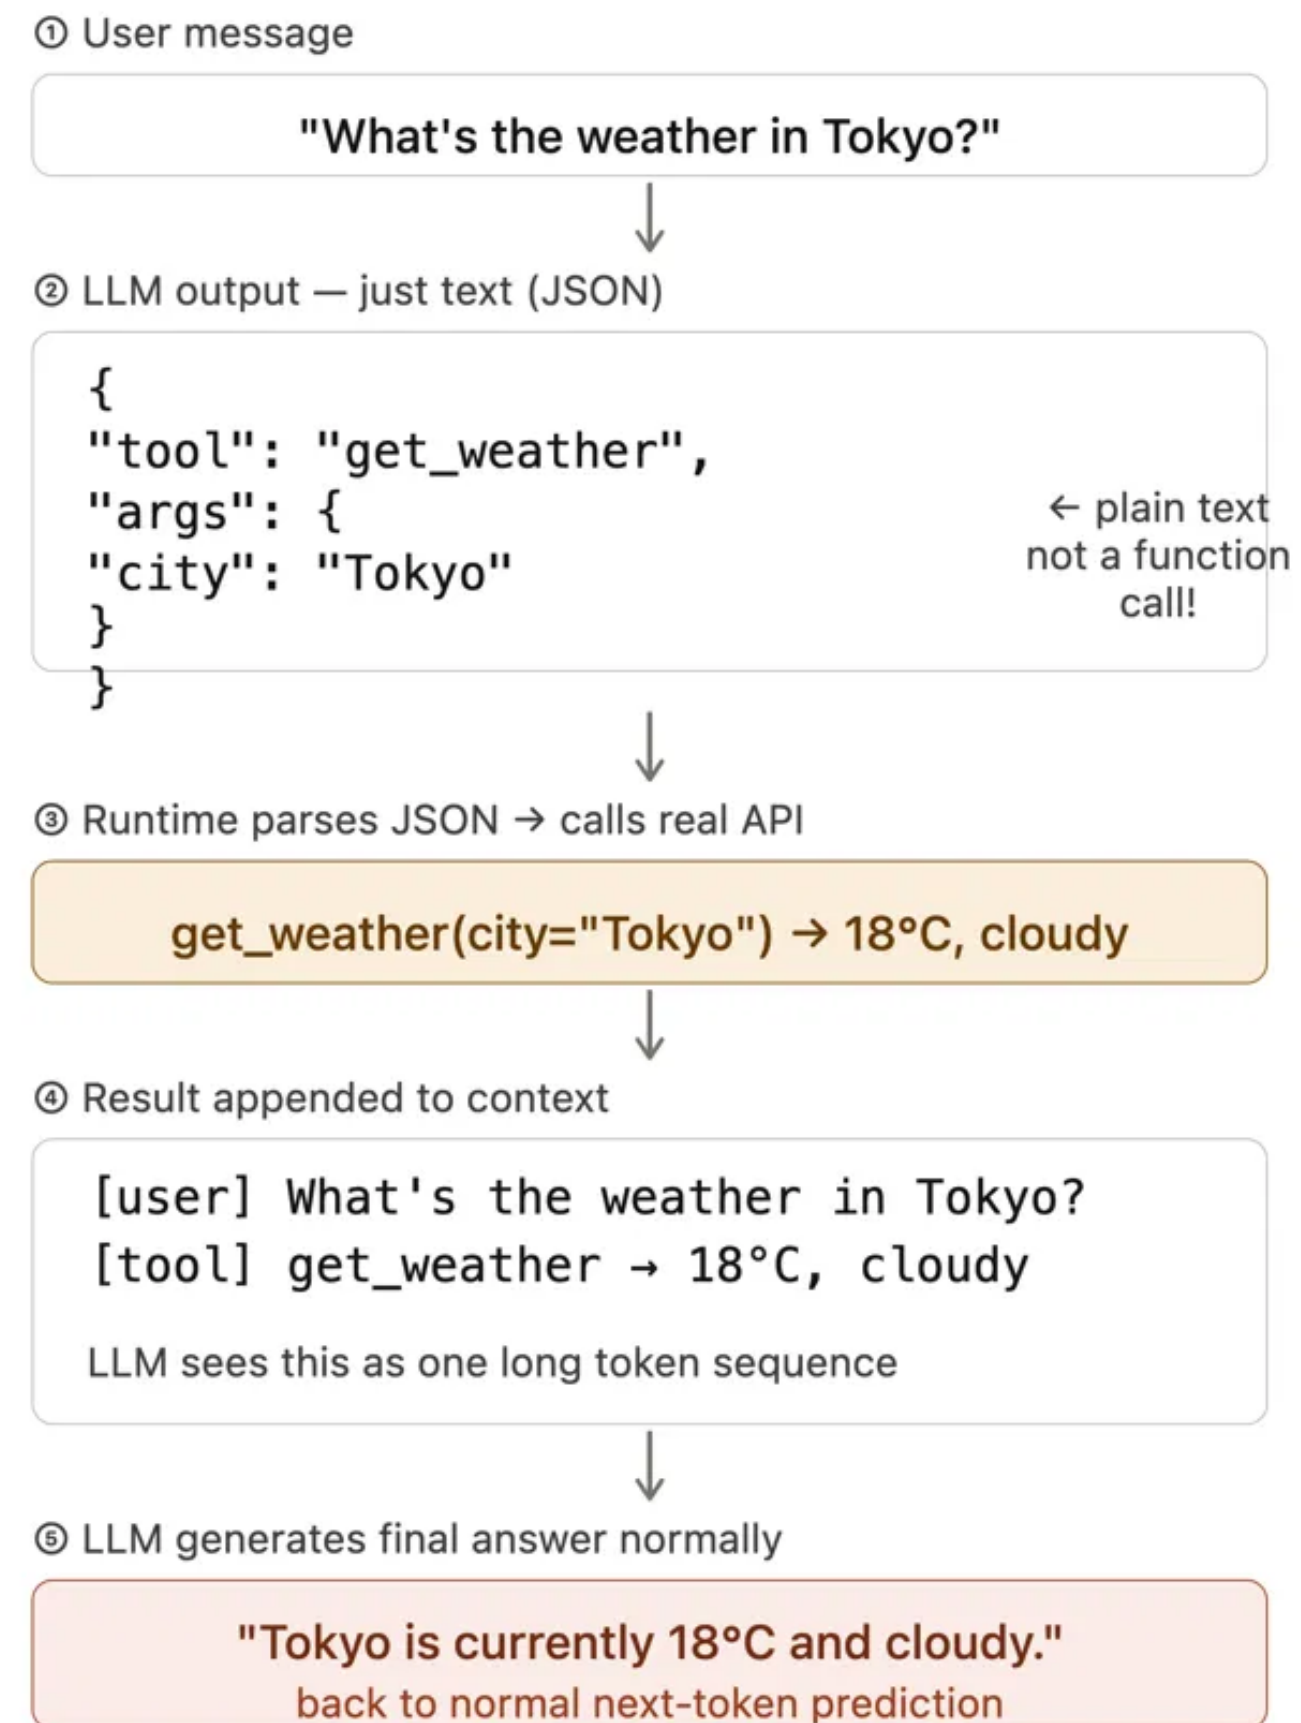 ① User message
"What's the weather in Tokyo?"
② LLM output — just text (JSON)
{
"tool": "get_weather",
"args": {
"city": "Tokyo"
}
}
← plain text
not a function
call!
③ Runtime parses JSON → calls real API
get_weather(city="Tokyo") → 18°C, cloudy
④ Result appended to context
[user] What's the weather in Tokyo?
[tool] get_weather → 18°C, cloudy
LLM sees this as one long token sequence
⑤ LLM generates final answer normally
"Tokyo is currently 18°C and cloudy."
back to normal next-token prediction